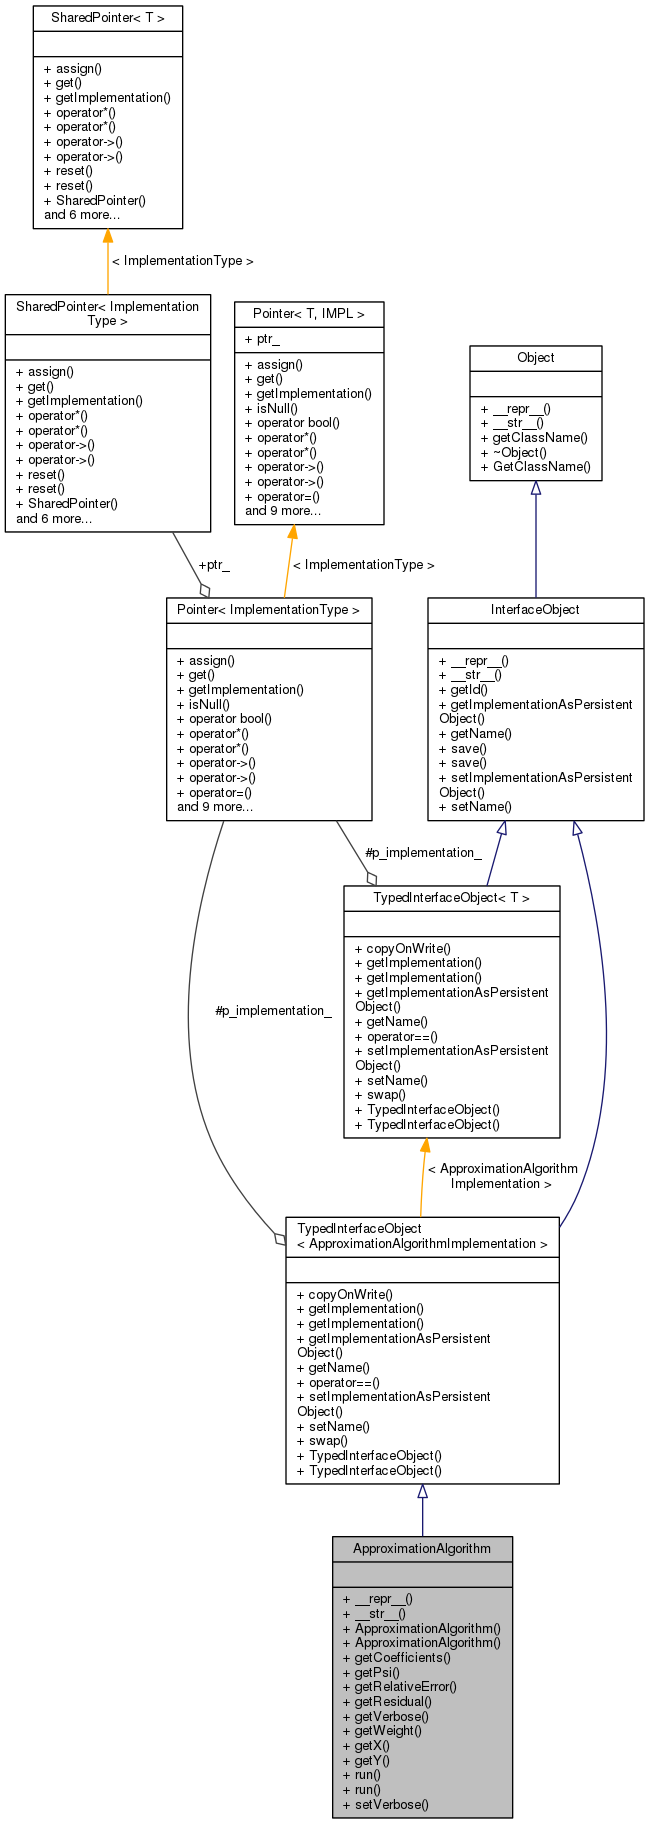 SharedPointer< T >
+ assign()
+ get()
+ getImplementation()
+ operator*()
+ operator*()
+ operator->()
+ operator->()
+ reset()
+ reset()
+ SharedPointer()
and 6 more...
< ImplementationType >
SharedPointer< Implementation
Type >
+ assign()
+ get()
+ getImplementation()
+ operator*()
+ operator*()
+ operator->()
+ operator->()
+ reset()
+ reset()
+ SharedPointer()
and 6 more...
Pointer< T, IMPL >
+ ptr_
+ assign()
+ get()
+ getImplementation()
+ isNull()
+ operator bool()
+ operator*()
+ operator*()
+ operator->()
+ operator->()
+ operator=()
and 9 more...
Object
+ __repr__()
+ __str__()
+ getClassName()
+ ~Object()
+ GetClassName()
+ptr_
< ImplementationType >
Pointer< ImplementationType >
+ assign()
+ get()
+ getImplementation()
+ isNull()
+ operator bool()
+ operator*()
+ operator*()
+ operator->()
+ operator->()
+ operator=()
and 9 more...
InterfaceObject
+ __repr__()
+ __str__()
+ getId()
+ getImplementationAsPersistent
Object()
+ getName()
+ save()
+ save()
+ setImplementationAsPersistent
Object()
+ setName()
#p_implementation_
TypedInterfaceObject< T >
+ copyOnWrite()
+ getImplementation()
+ getImplementation()
+ getImplementationAsPersistent
Object()
+ getName()
+ operator==()
+ setImplementationAsPersistent
Object()
+ setName()
+ swap()
+ TypedInterfaceObject()
+ TypedInterfaceObject()
#p_implementation_
< ApproximationAlgorithm
Implementation >
TypedInterfaceObject
< ApproximationAlgorithmImplementation >
+ copyOnWrite()
+ getImplementation()
+ getImplementation()
+ getImplementationAsPersistent
Object()
+ getName()
+ operator==()
+ setImplementationAsPersistent
Object()
+ setName()
+ swap()
+ TypedInterfaceObject()
+ TypedInterfaceObject()
ApproximationAlgorithm
+ __repr__()
+ __str__()
+ ApproximationAlgorithm()
+ ApproximationAlgorithm()
+ getCoefficients()
+ getPsi()
+ getRelativeError()
+ getResidual()
+ getVerbose()
+ getWeight()
+ getX()
+ getY()
+ run()
+ run()
+ setVerbose()